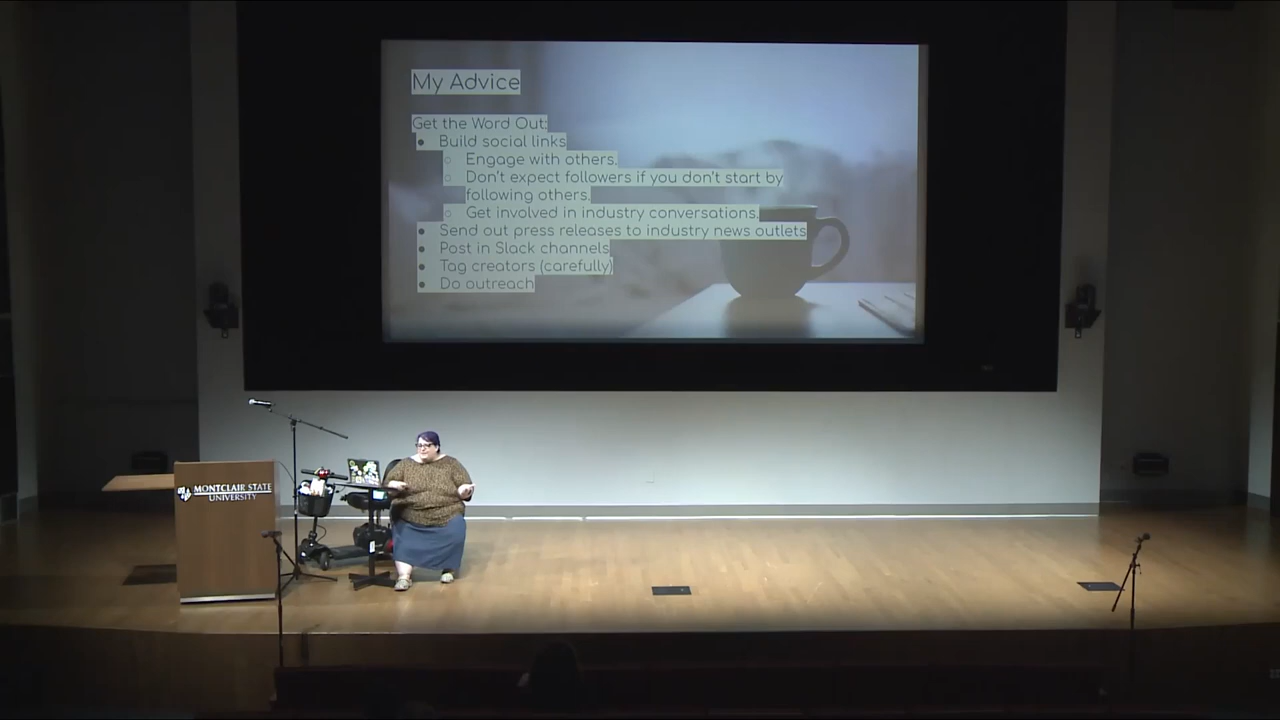 My Advice
Get the Word Out:
● Build social links
○ Engage with others.
○ Don't expect followers if you don't start by
following others.
○ Get involved in industry conversations.
● Send out press releases to industry news outlets
● Post in Slack channels
● Tag creators (carefully)
● Do outreach
MONTCLAIR STATE
UNIVERSITY